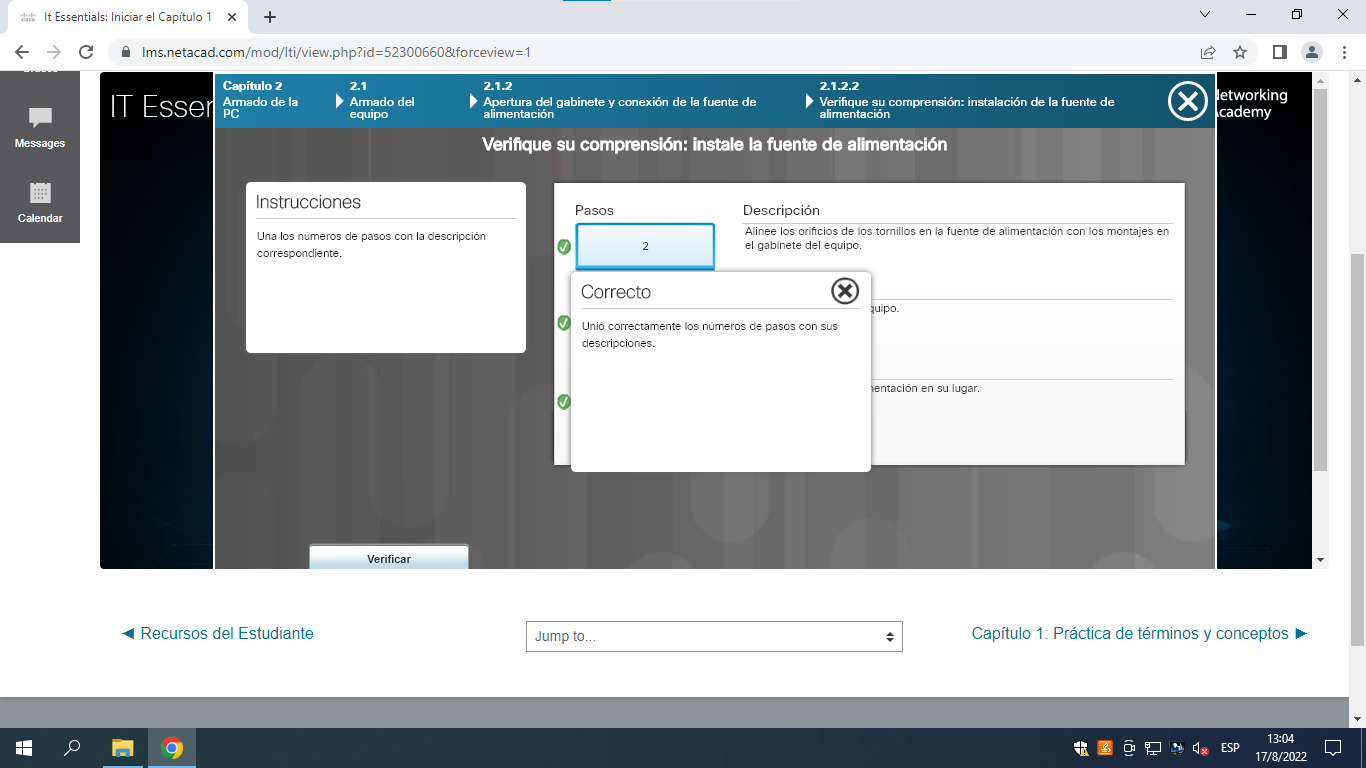 It Essentials: Iniciar el Capítulo 1
lms.netacad.com/mod/lti/view.php?id=52300660&forceview=1
Messages
Calendar
IT Esser
letworking
cademy
Capítulo 2
Armado de la
PC
2.1
Armado del
equipo
2.1.2
Apertura del gabinete y conexión de la fuente de
alimentación
2.1.2.2
Verifique su comprensión: instalación de la fuente de
alimentación
Verifique su comprensión: instale la fuente de alimentación
Instrucciones
Una los números de pasos con la descripción
correspondiente.
Pasos
Descripción
2
Alinee los orificios de los tornillos en la fuente de alimentación con los montajes en
el gabinete del equipo.
quipo.
nentación en su lugar.
Correcto
Unió correctamente los números de pasos con sus
descripciones.
Verificar
◄ Recursos del Estudiante
Jump to...
Capítulo 1: Práctica de términos y conceptos ►
ESP
13:04
17/8/2022